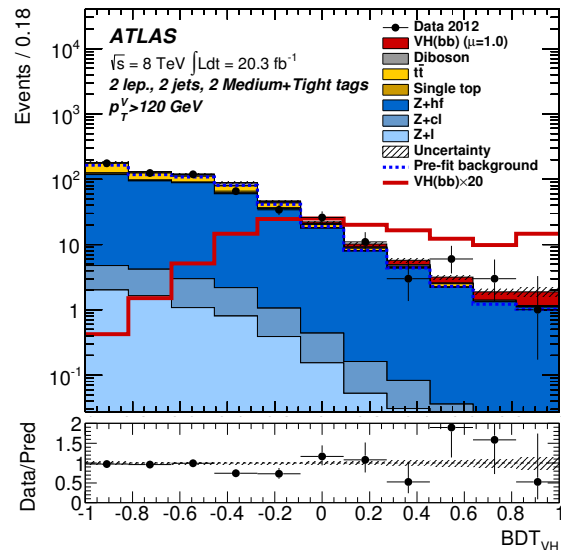 ATLAS
√s = 8 TeV ∫Ldt = 20.3 fb⁻¹
2 lep., 2 jets, 2 Medium+Tight tags
p_T^V>120 GeV
Data 2012
VH(bb) (μ=1.0)
Diboson
tt̄
Single top
Z+hf
Z+cl
Z+l
Uncertainty
Pre-fit background
VH(bb)×20
Events / 0.18
10⁴
10³
10²
10
1
10⁻¹
Data/Pred
2
1.5
1
0.5
0
-1 -0.8 -0.6 -0.4 -0.2 0 0.2 0.4 0.6 0.8 1
BDT_VH